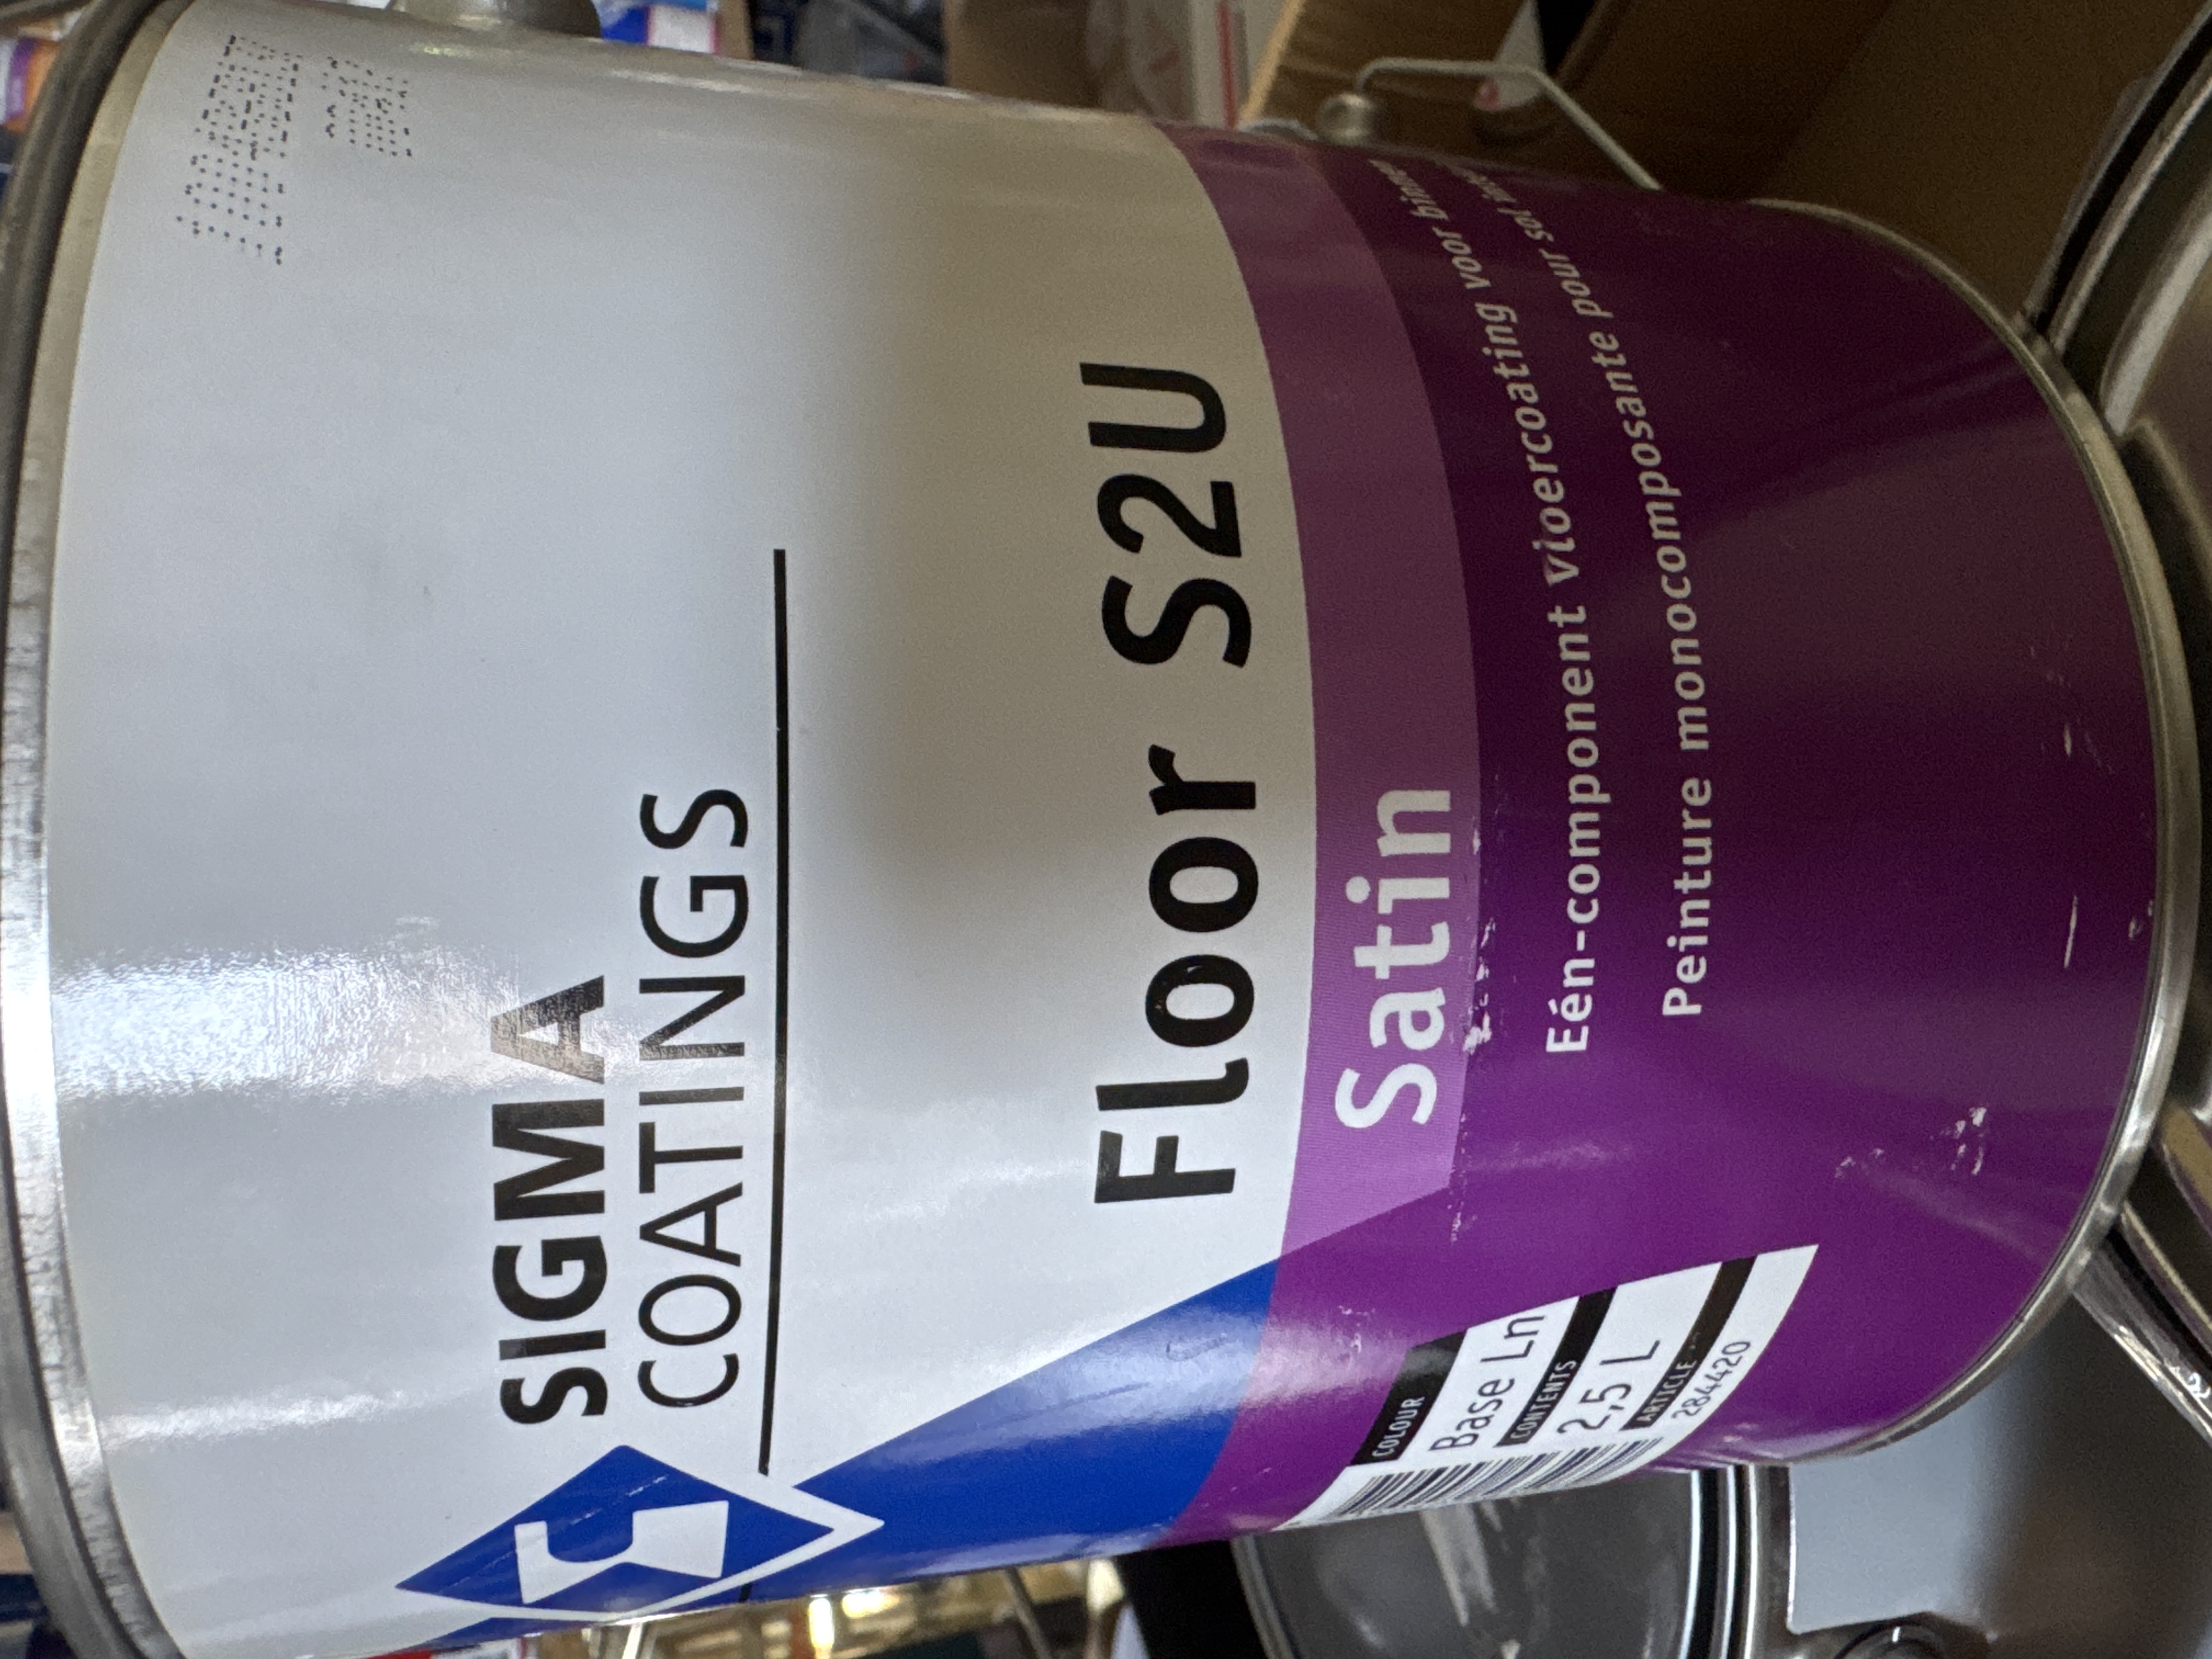 SIGMA
COATINGS
Floor S2U
Satin
Eén-component vloercoating voor
Peinture monocomposante pour sol
COLOUR
Base Ln
CONTENTS
2,5 L
ARTICLE
284420